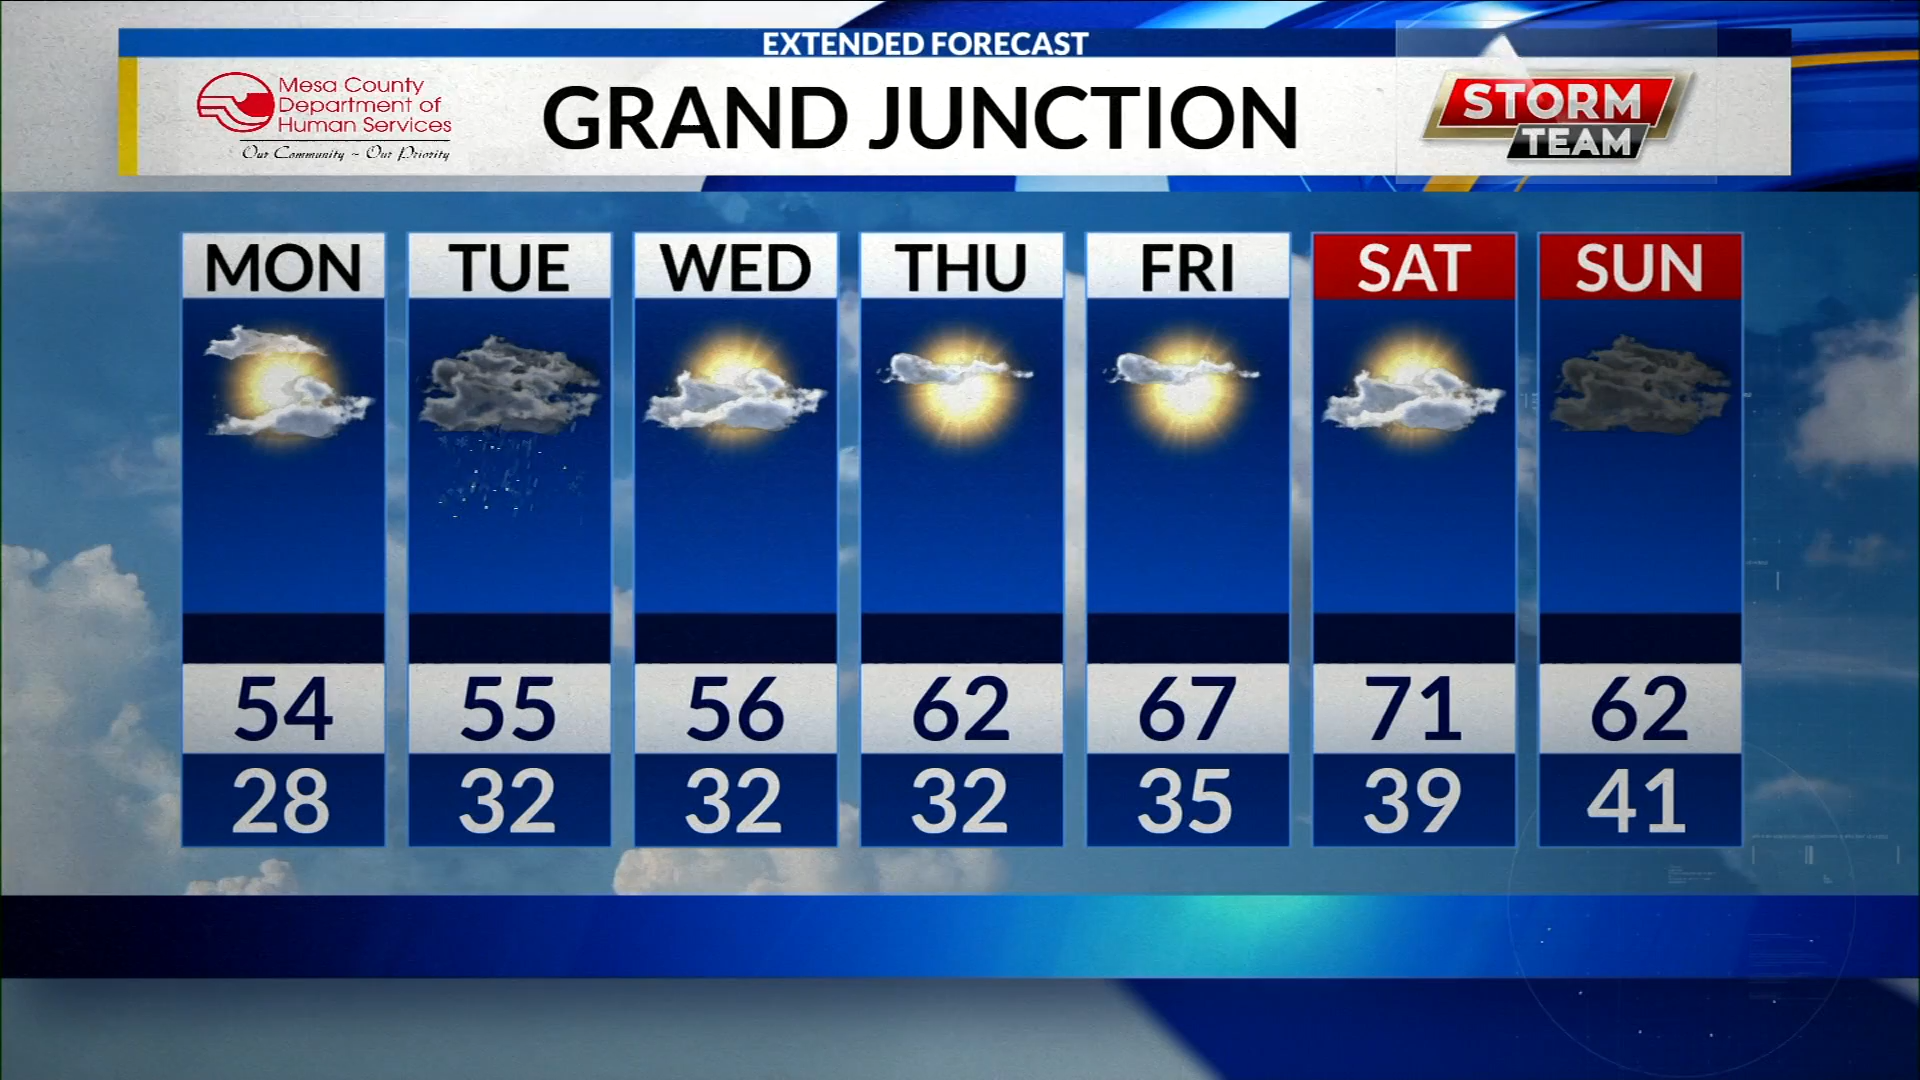 EXTENDED FORECAST
Mesa County
Department of
Human Services
Our Community ~ Our Priority
GRAND JUNCTION
STORM
TEAM
MON TUE WED THU FRI SAT SUN
54 55 56 62 67 71 62
28 32 32 32 35 39 41